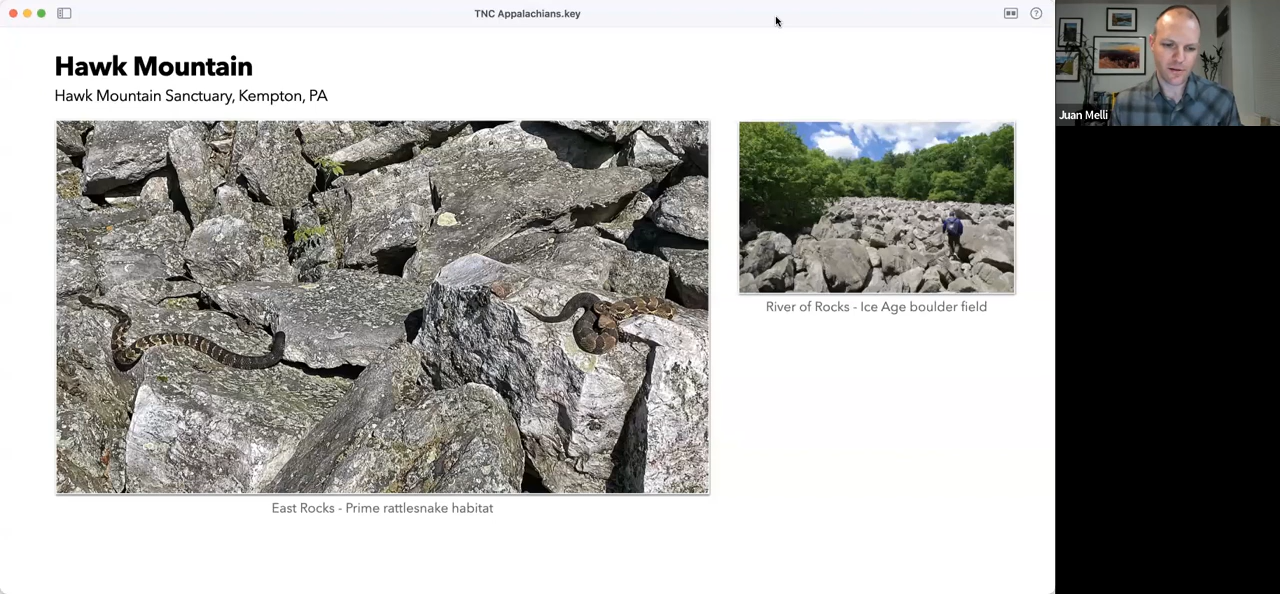 TNC Appalachians.key
Hawk Mountain
Hawk Mountain Sanctuary, Kempton, PA
East Rocks - Prime rattlesnake habitat
River of Rocks - Ice Age boulder field
Juan Melli